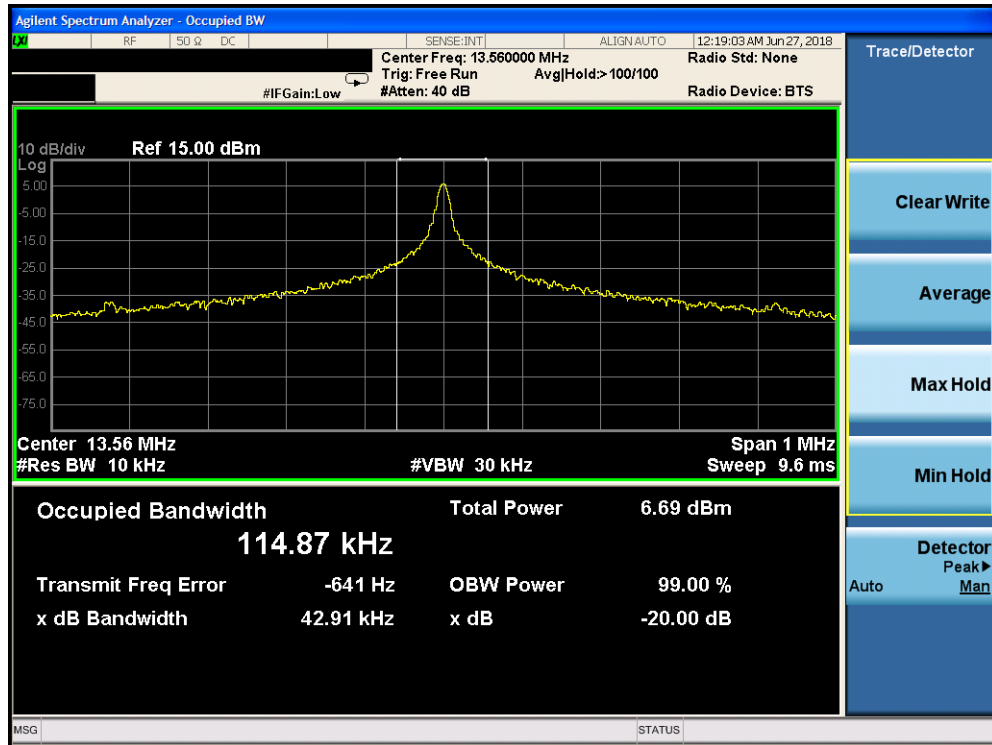 Agilent Spectrum Analyzer - Occupied BW
LXI RF 50 Ω DC SENSE:INT ALIGN AUTO 12:19:03 AM Jun 27, 2018
Center Freq: 13.560000 MHz Radio Std: None
Trig: Free Run Avg|Hold:> 100/100
#IFGain:Low #Atten: 40 dB Radio Device: BTS
Trace/Detector
10 dB/div Ref 15.00 dBm
Log
5.00
-5.00
-15.0
-25.0
-35.0
-45.0
-55.0
-65.0
-75.0
Center 13.56 MHz Span 1 MHz
#Res BW 10 kHz #VBW 30 kHz Sweep 9.6 ms
Occupied Bandwidth Total Power 6.69 dBm
114.87 kHz
Transmit Freq Error -641 Hz OBW Power 99.00 %
x dB Bandwidth 42.91 kHz x dB -20.00 dB
Clear Write
Average
Max Hold
Min Hold
Detector
Peak▶
Auto Man
MSG STATUS